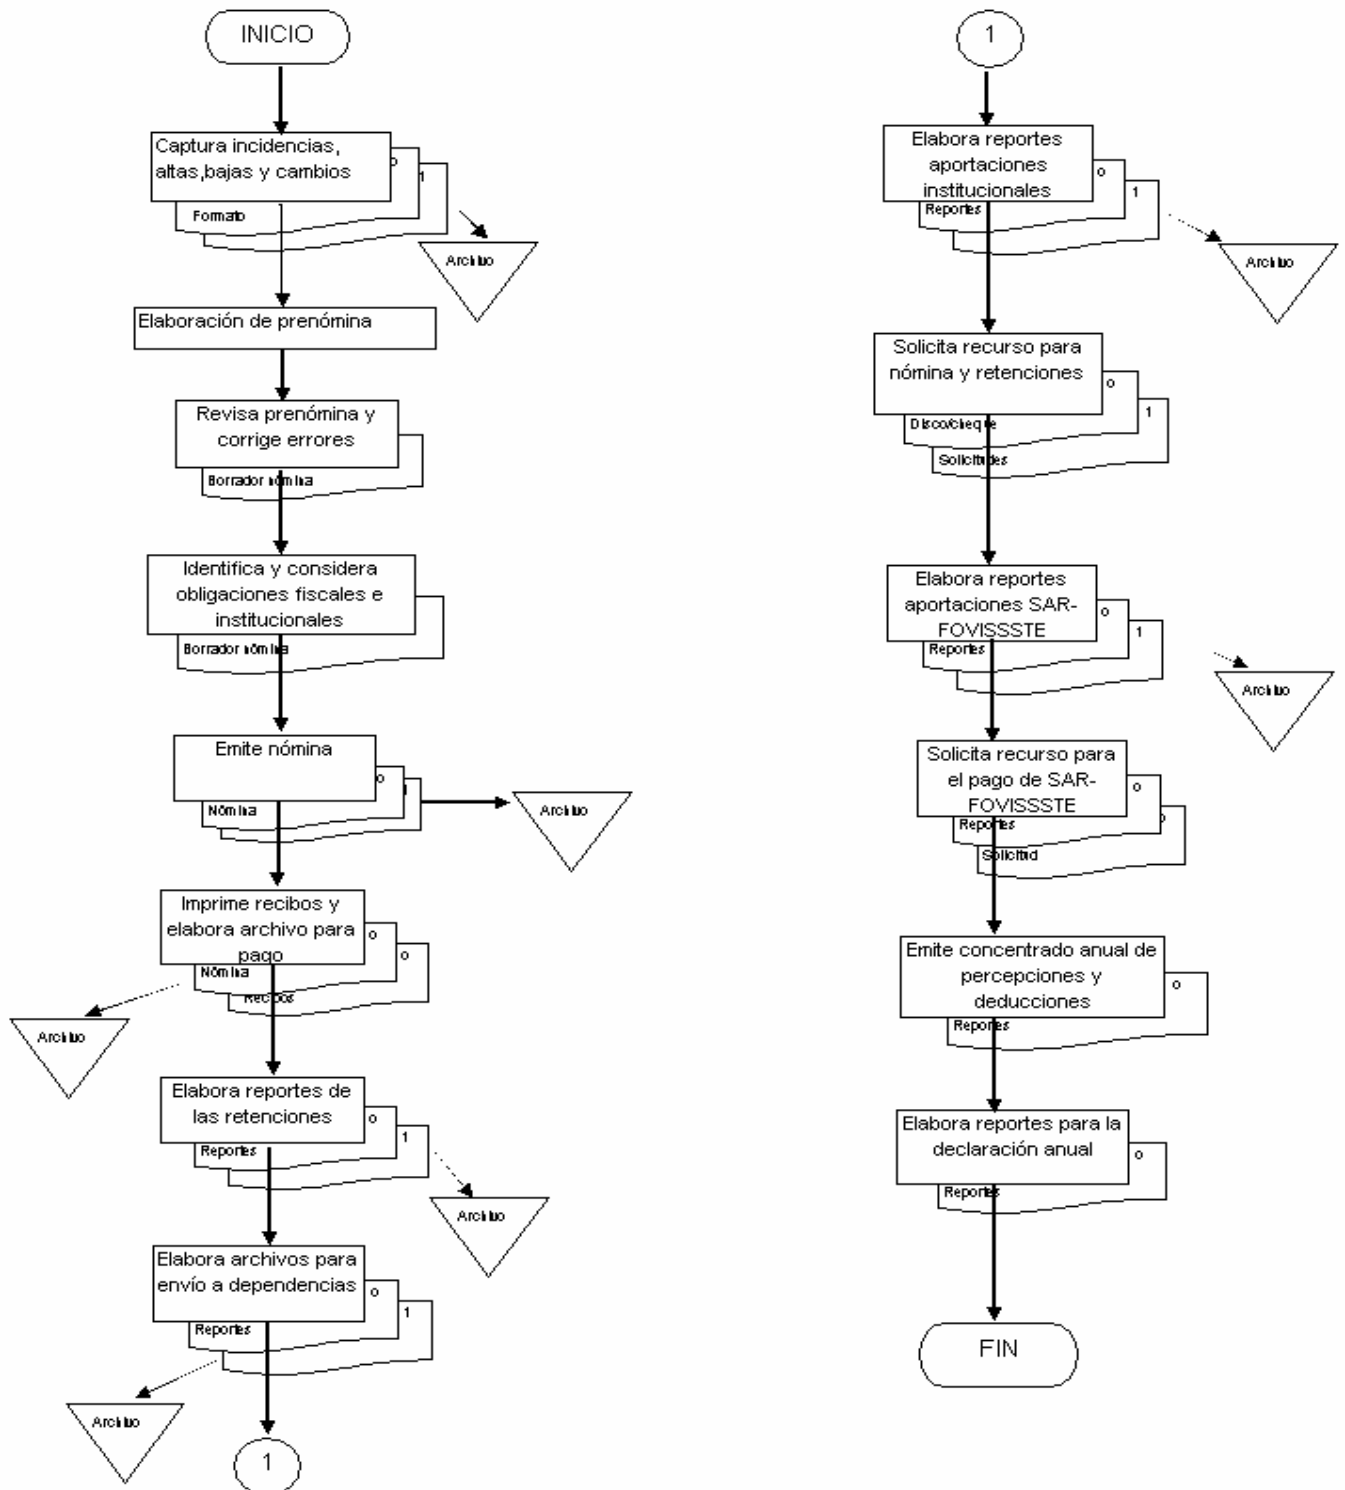 INICIO
Captura incidencias,
altas,bajas y cambios
o
1
Formato
Archivo
Elaboración de prenómina
Revisa prenómina y
corrige errores
Borrador nómina
Identifica y considera
obligaciones fiscales e
institucionales
Borrador nómina
Emite nómina
o
1
Nómina
Archivo
Imprime recibos y
elabora archivo para
pago
o
o
Nómina
Recibos
Archivo
Elabora reportes de
las retenciones
o
1
Reportes
Archivo
Elabora archivos para
envío a dependencias
o
1
Reportes
Archivo
1
1
Elabora reportes
aportaciones
institucionales
o
1
Reportes
Archivo
Solicita recurso para
nómina y retenciones
o
1
Disco/cheque
Solicitudes
Elabora reportes
aportaciones SAR-
FOVISSSTE
o
1
Reportes
Archivo
Solicita recurso para
el pago de SAR-
FOVISSSTE
o
o
Reportes
Solicitud
Emite concentrado anual de
percepciones y
deducciones
o
Reportes
Elabora reportes para la
declaración anual
o
Reportes
FIN